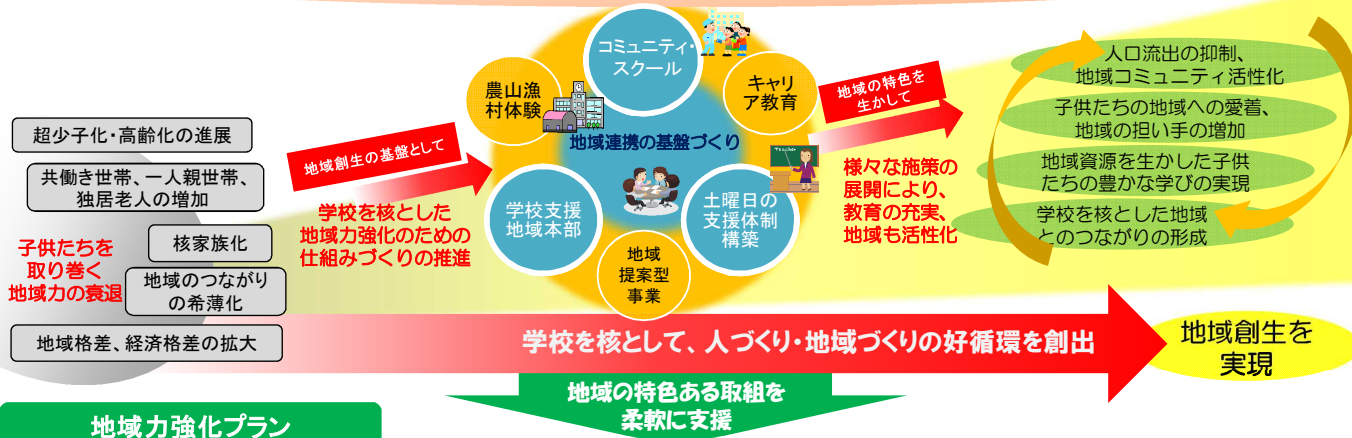 超少子化・高齢化の進展
共働き世帯、一人親世帯、
独居老人の増加
核家族化
子供たちを
取り巻く
地域力の衰退
地域のつながり
の希薄化
地域格差、経済格差の拡大
地域創生の基盤として
学校を核とした
地域力強化のための
仕組みづくりの推進
コミュニティ・
スクール
農山漁
村体験
キャリ
ア教育
地域連携の基盤づくり
Teacher
学校支援
地域本部
土曜日の
支援体制
構築
地域
提案型
事業
地域の特色を
生かして
様々な施策の
展開により、
教育の充実、
地域も活性化
人口流出の抑制、
地域コミュニティ活性化
子供たちの地域への愛着、
地域の担い手の増加
地域資源を生かした子供
たちの豊かな学びの実現
学校を核とした地域
とのつながりの形成
学校を核として、人づくり・地域づくりの好循環を創出
地域創生を
実現
地域の特色ある取組を
柔軟に支援
地域力強化プラン